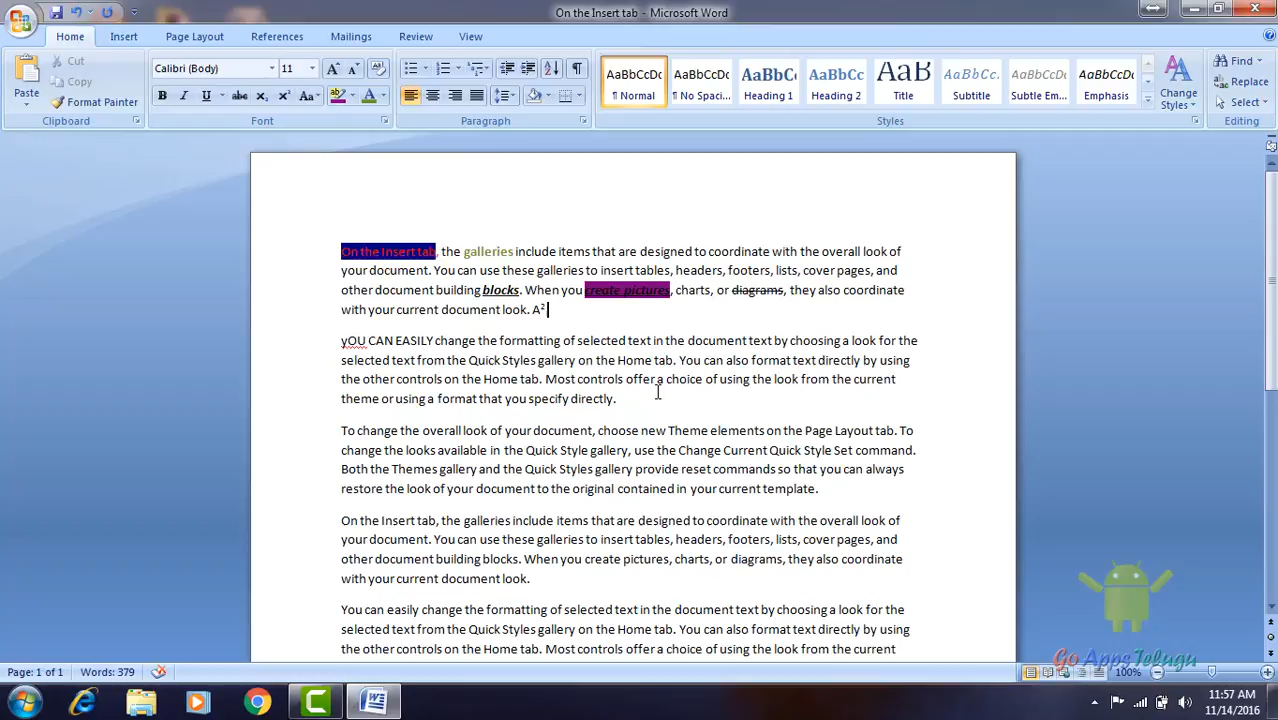 On the Insert tab - Microsoft Word
Home Insert Page Layout References Mailings Review View
Paste
Cut
Copy
Format Painter
Clipboard
Calibri (Body) 11
B I U abc x₂ x² Aa
Font
Paragraph
AaBbCcDc AaBbCcDc AaBbC AaBbCc AaB AaBbCc. AaBbCcDc AaBbCcDc
¶ Normal ¶ No Spaci... Heading 1 Heading 2 Title Subtitle Subtle Em... Emphasis
Change Styles
Styles
Find
Replace
Select
Editing
On the Insert tab, the galleries include items that are designed to coordinate with the overall look of
your document. You can use these galleries to insert tables, headers, footers, lists, cover pages, and
other document building blocks. When you create pictures, charts, or diagrams, they also coordinate
with your current document look. A²
yOU CAN EASILY change the formatting of selected text in the document text by choosing a look for the
selected text from the Quick Styles gallery on the Home tab. You can also format text directly by using
the other controls on the Home tab. Most controls offer a choice of using the look from the current
theme or using a format that you specify directly.
To change the overall look of your document, choose new Theme elements on the Page Layout tab. To
change the looks available in the Quick Style gallery, use the Change Current Quick Style Set command.
Both the Themes gallery and the Quick Styles gallery provide reset commands so that you can always
restore the look of your document to the original contained in your current template.
On the Insert tab, the galleries include items that are designed to coordinate with the overall look of
your document. You can use these galleries to insert tables, headers, footers, lists, cover pages, and
other document building blocks. When you create pictures, charts, or diagrams, they also coordinate
with your current document look.
You can easily change the formatting of selected text in the document text by choosing a look for the
selected text from the Quick Styles gallery on the Home tab. You can also format text directly by using
the other controls on the Home tab. Most controls offer a choice of using the look from the current
Go Apps Telugu
Page: 1 of 1 Words: 379 100%
11:57 AM
11/14/2016